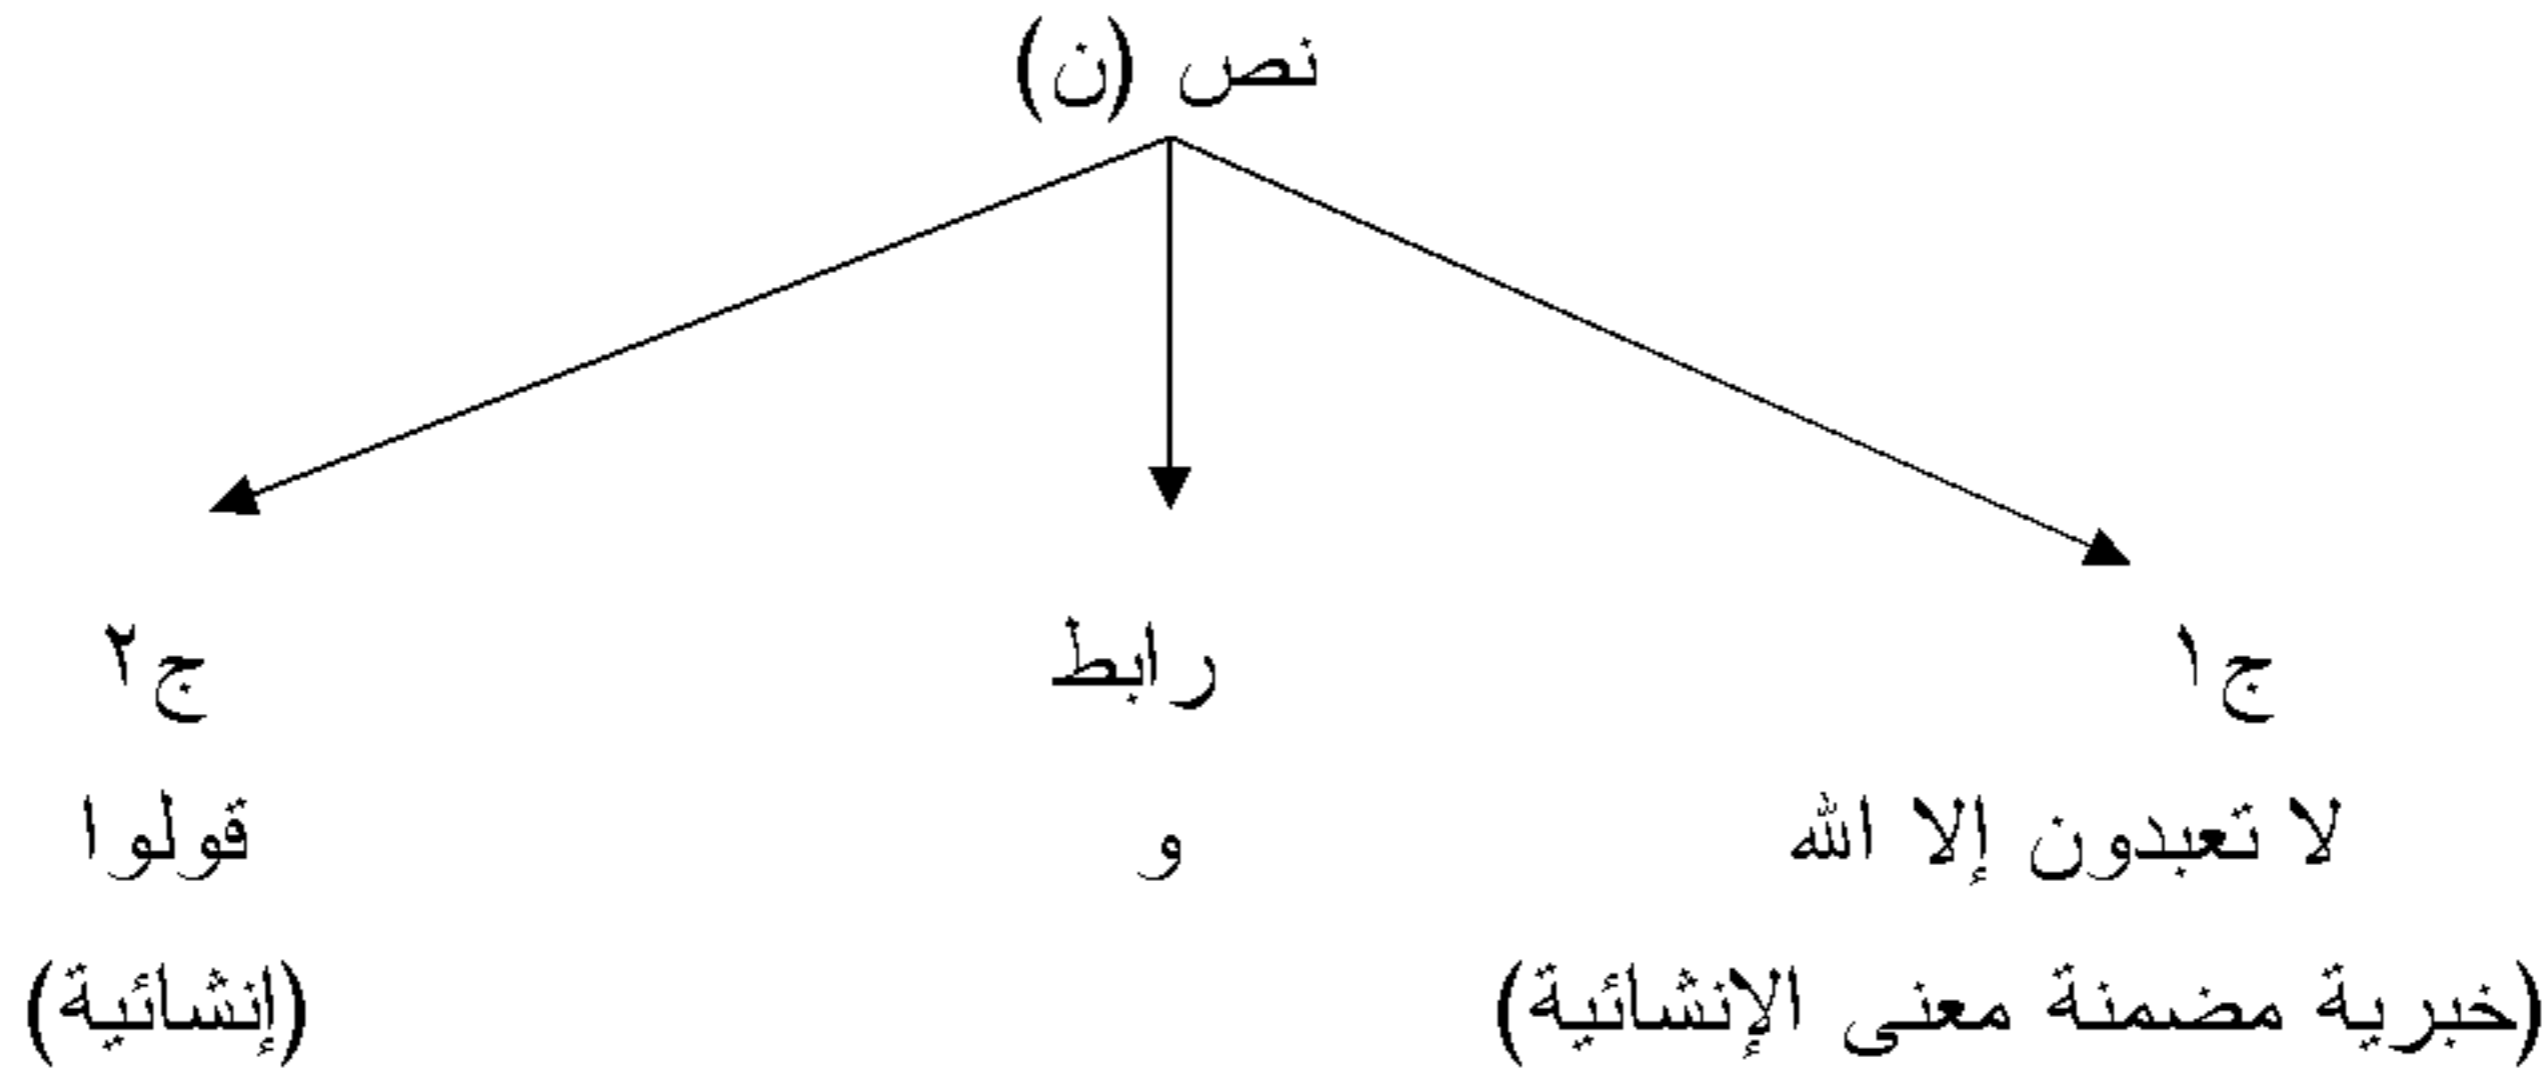 نص (ن)
ج١ رابط ج٢
لا تعبدون إلا الله و قولوا
(خبرية مضمنة معنى الإنشائية) (إنشائية)